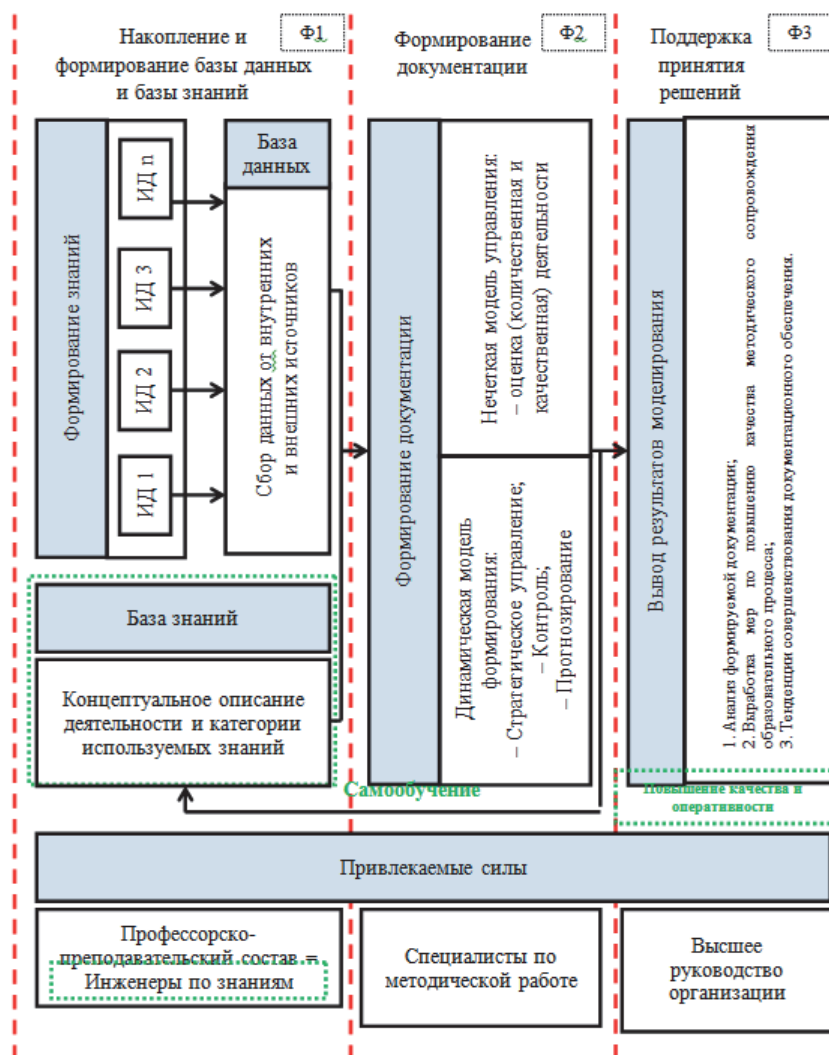 Накопление и
формирование базы данных
и базы знаний
Ф1
Формирование
документации
Ф2
Поддержка
принятия
решений
Ф3
Формирование знаний
ИД n
ИД 3
ИД 2
ИД 1
База
данных
Сбор данных от внутренних
и внешних источников
База знаний
Концептуальное описание
деятельности и категории
используемых знаний
Формирование документации
Нечеткая модель управления:
– оценка (количественная и
качественная) деятельности
Динамическая модель
формирования:
– Стратегическое управление;
– Контроль;
– Прогнозирование
Вывод результатов моделирования
1. Анализ формируемой документации;
2. Выработка мер по повышению качества методического сопровождения
образовательного процесса;
3. Тенденции совершенствования документационного обеспечения.
Самообучение
Повышение качества и
оперативности
Привлекаемые силы
Профессорско-
преподавательский состав =
Инженеры по знаниям
Специалисты по
методической работе
Высшее
руководство
организации